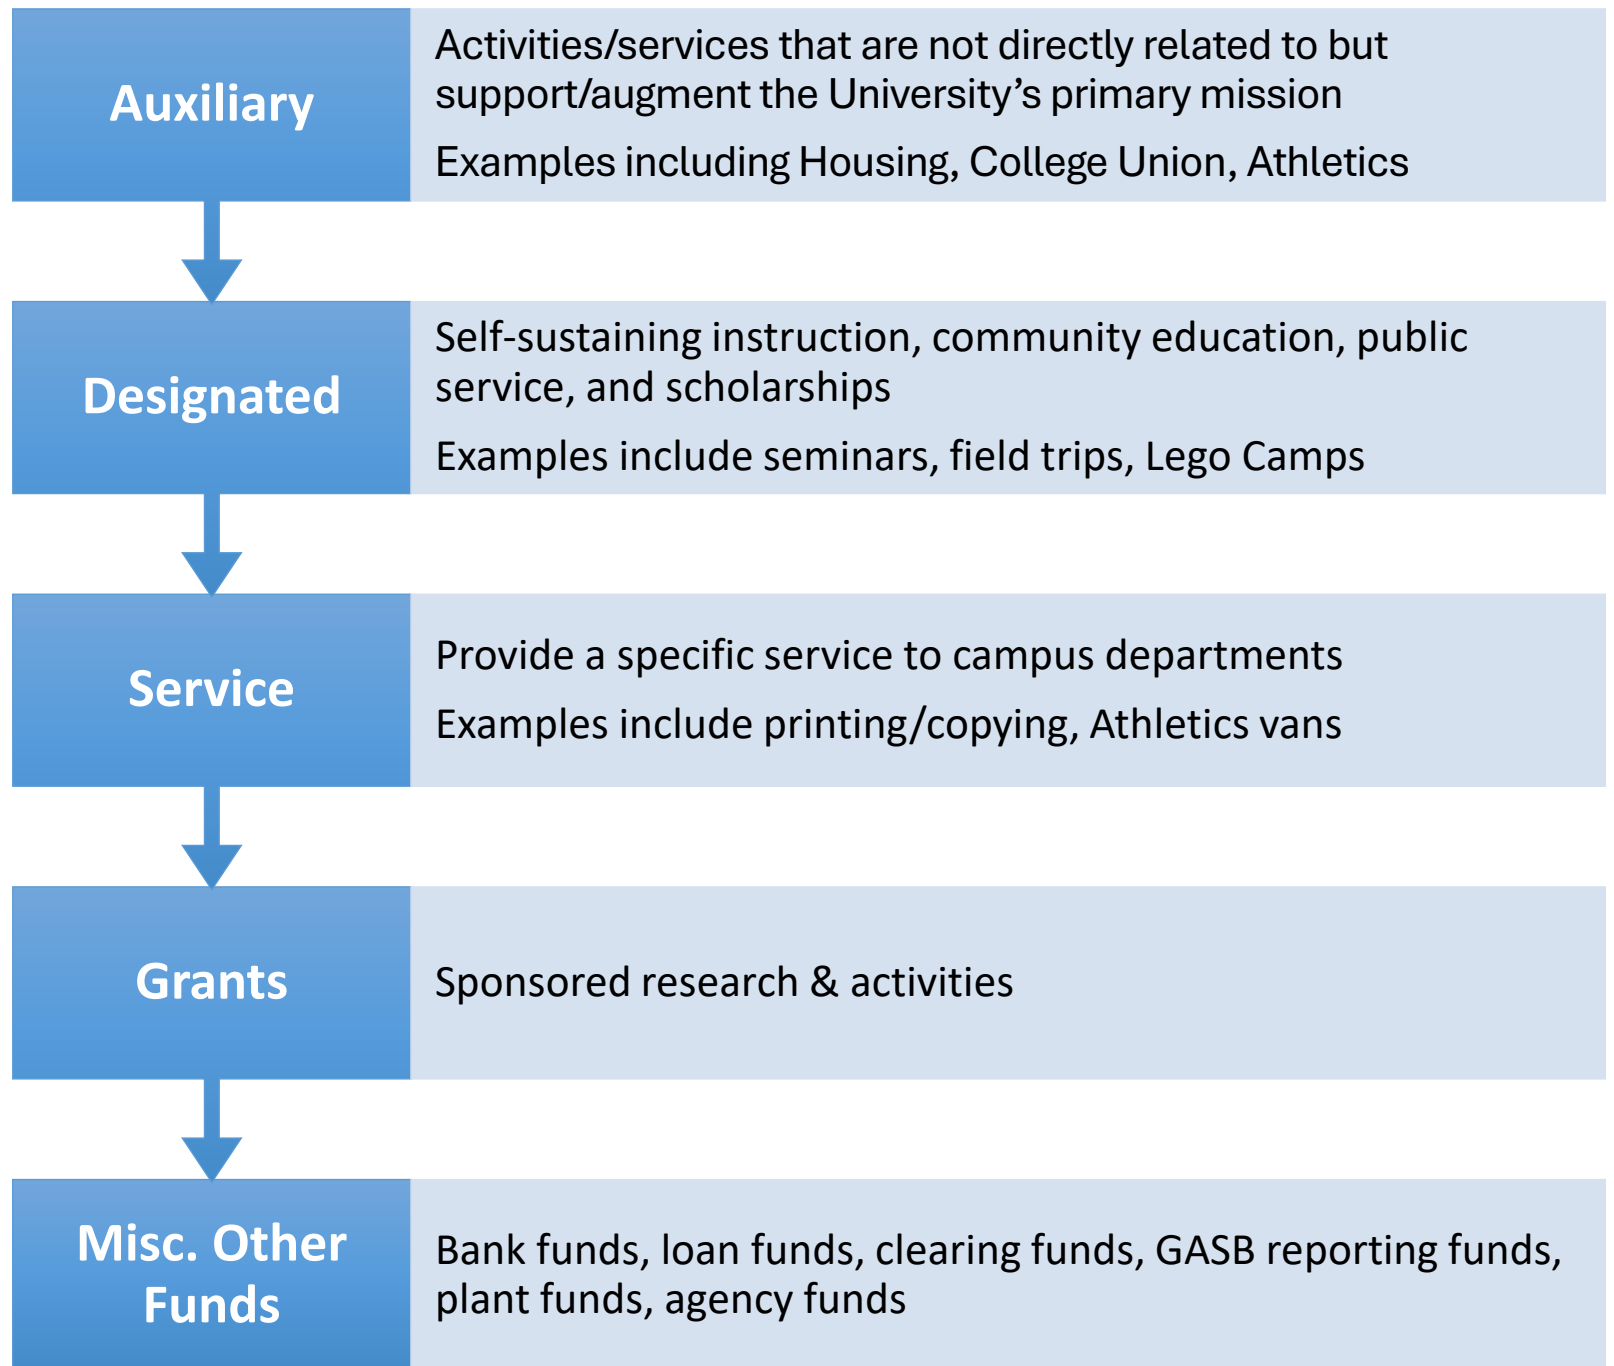 Auxiliary
Activities/services that are not directly related to but
support/augment the University’s primary mission
Examples including Housing, College Union, Athletics
Designated
Self-sustaining instruction, community education, public
service, and scholarships
Examples include seminars, field trips, Lego Camps
Service
Provide a specific service to campus departments
Examples include printing/copying, Athletics vans
Grants
Sponsored research & activities
Misc. Other
Funds
Bank funds, loan funds, clearing funds, GASB reporting funds,
plant funds, agency funds